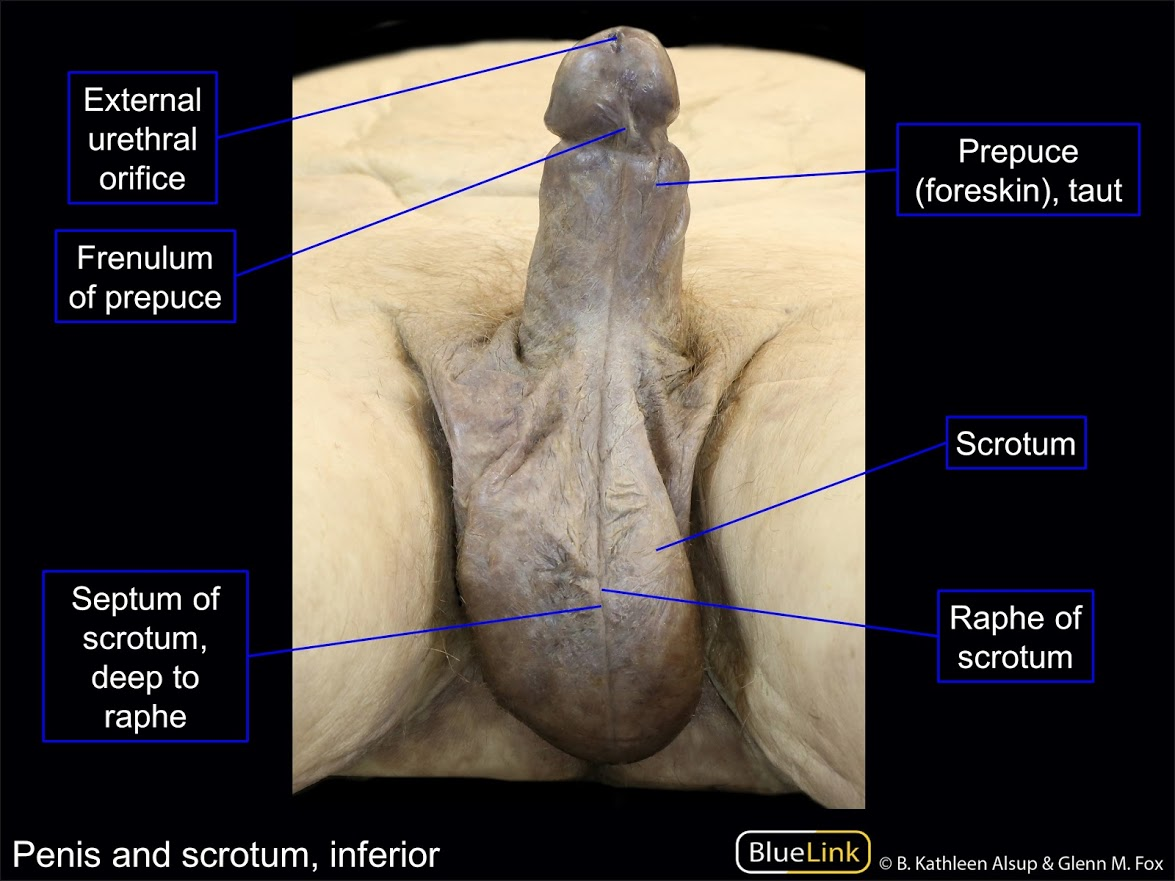 External
urethral
orifice
Frenulum
of prepuce
Prepuce
(foreskin), taut
Scrotum
Septum of
scrotum,
deep to
raphe
Raphe of
scrotum
Penis and scrotum, inferior
BlueLink
© B. Kathleen Alsup & Glenn M. Fox